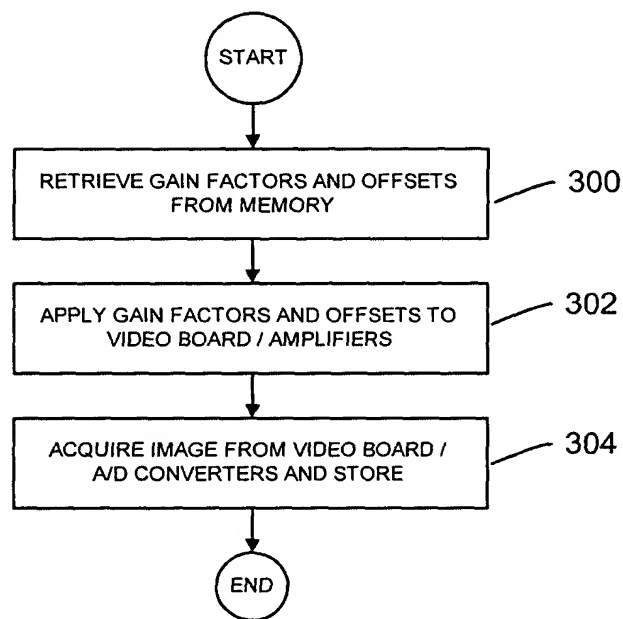 START
RETRIEVE GAIN FACTORS AND OFFSETS
FROM MEMORY
300
APPLY GAIN FACTORS AND OFFSETS TO
VIDEO BOARD / AMPLIFIERS
302
ACQUIRE IMAGE FROM VIDEO BOARD /
A/D CONVERTERS AND STORE
304
END